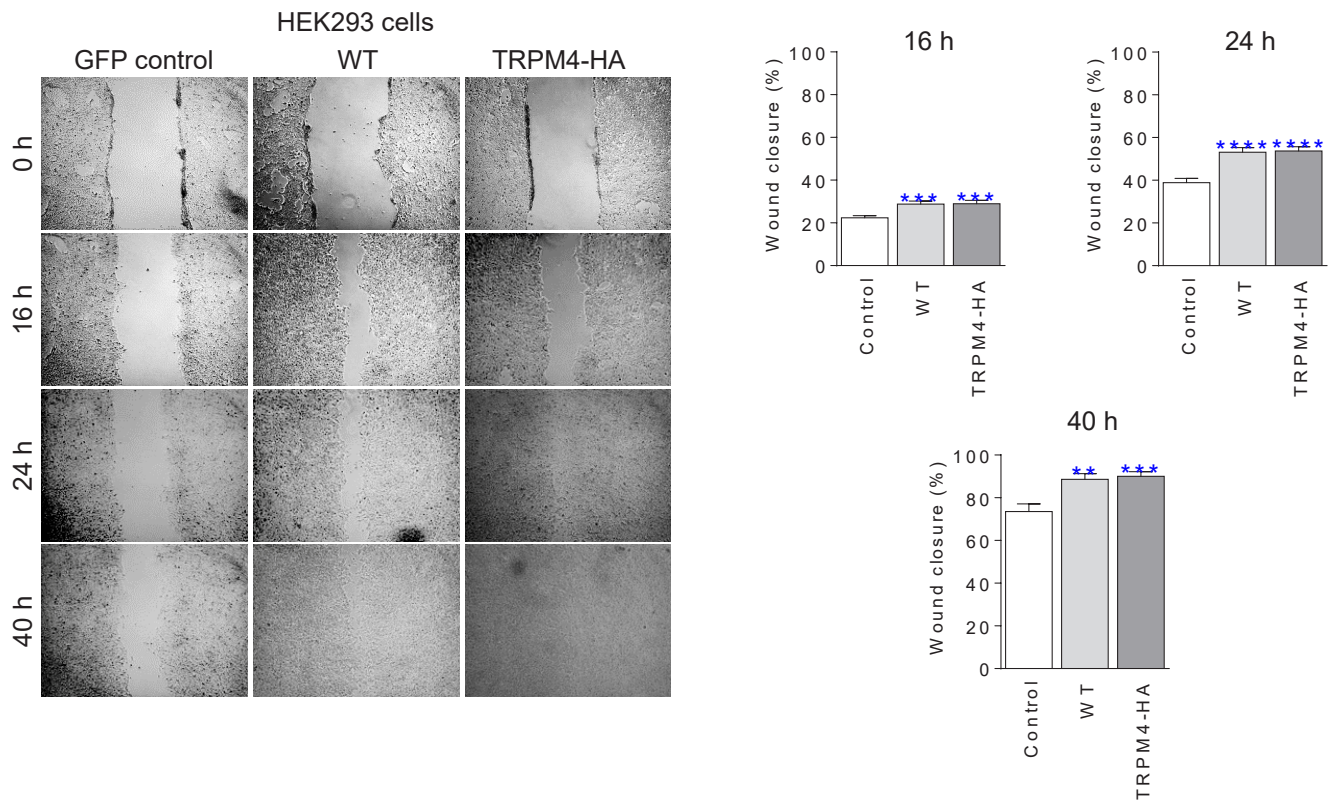 HEK293 cells
GFP control WT TRPM4-HA
0 h
16 h
24 h
40 h
16 h
Wound closure (%)
100
80
60
40
20
0
*** ***
Control WT TRPM4-HA
24 h
Wound closure (%)
100
80
60
40
20
0
**** ****
Control WT TRPM4-HA
40 h
Wound closure (%)
100
80
60
40
20
0
** ***
Control WT TRPM4-HA